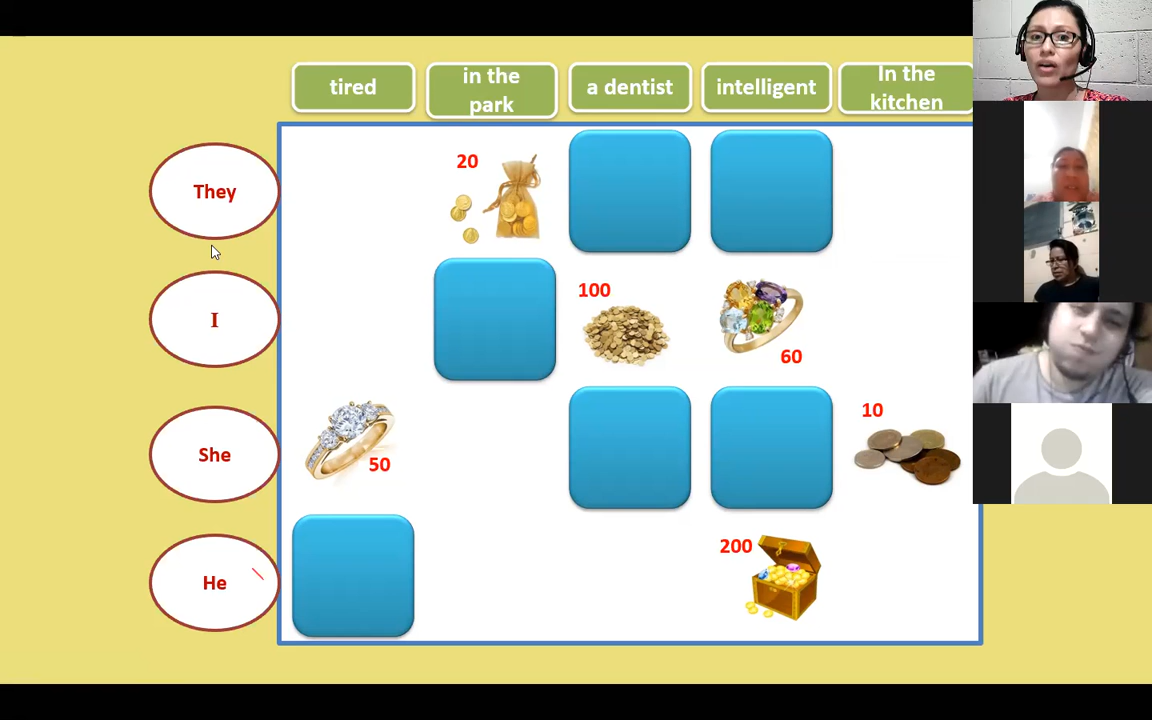 tired
in the
park
a dentist
intelligent
In the
kitchen
They
20
I
100
60
She
50
10
He
200